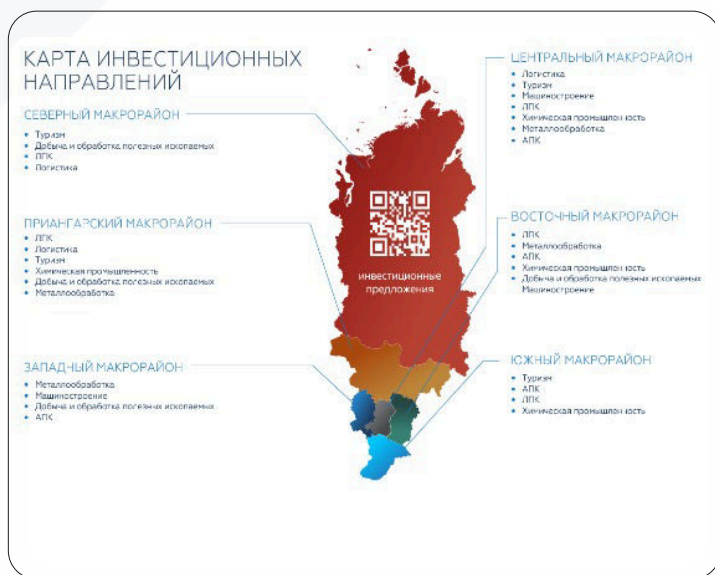 КАРТА ИНВЕСТИЦИОННЫХ
НАПРАВЛЕНИЙ
СЕВЕРНЫЙ МАКРОРАЙОН
Туризм
Добыча и обработка полезных ископаемых
ЛПК
Логистика
ПРИАНГАРСКИЙ МАКРОРАЙОН
ЛПК
Логистика
Туризм
Химическая промышленность
Добыча и обработка полезных ископаемых
Металлообработка
ЗАПАДНЫЙ МАКРОРАЙОН
Металлообработка
Машиностроение
Добыча и обработка полезных ископаемых
АПК
инвестиционные
предложения
ЦЕНТРАЛЬНЫЙ МАКРОРАЙОН
Логистика
Туризм
Машиностроение
ЛПК
Химическая промышленность
Металлообработка
АПК
ВОСТОЧНЫЙ МАКРОРАЙОН
ЛПК
Металлообработка
АПК
Химическая промышленность
Добыча и обработка полезных ископаемых
Машиностроение
ЮЖНЫЙ МАКРОРАЙОН
Туризм
АПК
ЛПК
Химическая промышленность